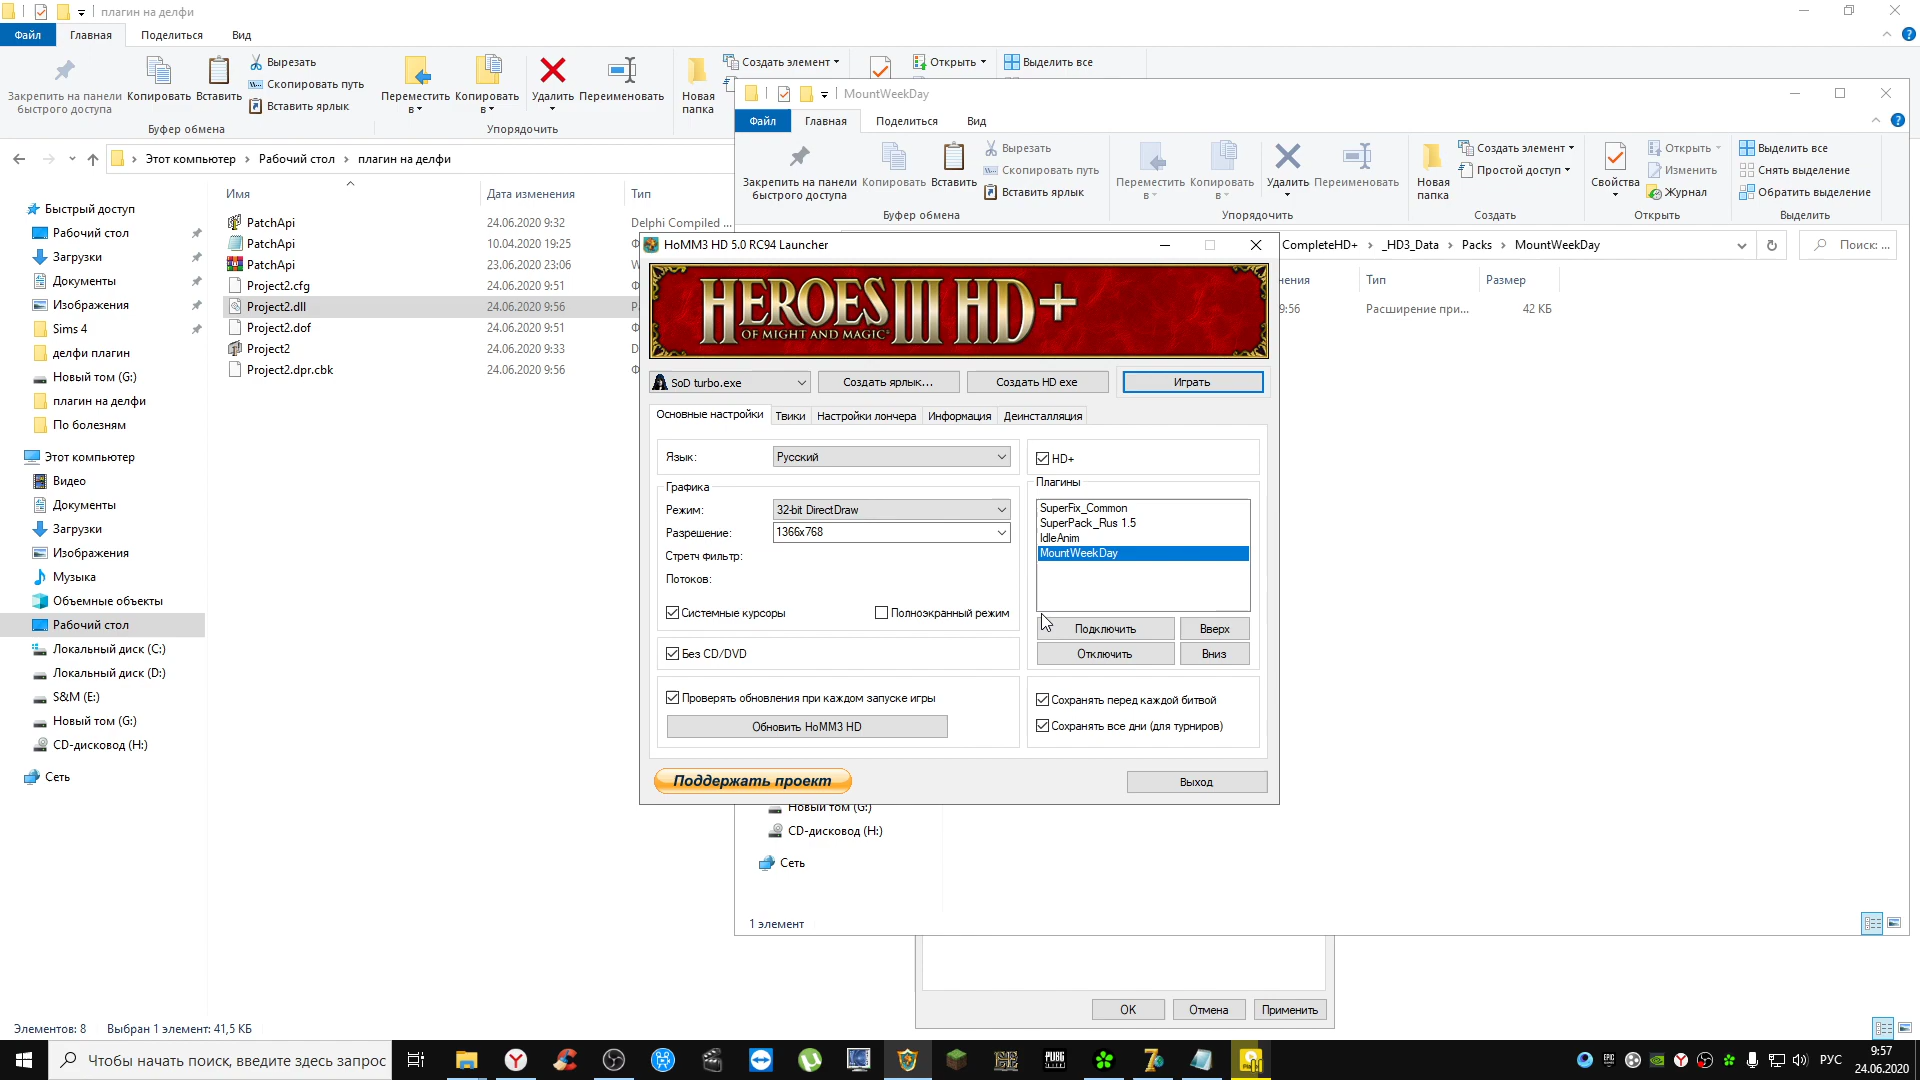 плагин на делфи
Файл
Главная
Поделиться
Вид
Закрепить на панели
быстрого доступа
Копировать
Вставить
Вырезать
Скопировать путь
Вставить ярлык
Переместить
в
Копировать
в
Удалить
Переименовать
Новая
папка
Создать элемент
Открыть
Выделить все
Буфер обмена
Упорядочить
Этот компьютер
Рабочий стол
плагин на делфи
Имя
Дата изменения
Тип
PatchApi
24.06.2020 9:32
Delphi Compiled ...
PatchApi
10.04.2020 19:25
PatchApi
23.06.2020 23:06
Project2.cfg
24.06.2020 9:51
Project2.dll
24.06.2020 9:56
Project2.dof
24.06.2020 9:51
Project2
24.06.2020 9:33
Project2.dpr.cbk
24.06.2020 9:56
Быстрый доступ
Рабочий стол
Загрузки
Документы
Изображения
Sims 4
делфи плагин
Новый том (G:)
плагин на делфи
По болезням
Этот компьютер
Видео
Документы
Загрузки
Изображения
Музыка
Объемные объекты
Рабочий стол
Локальный диск (C:)
Локальный диск (D:)
S&M (E:)
Новый том (G:)
CD-дисковод (H:)
Сеть
Элементов: 8
Выбран 1 элемент: 41,5 КБ
MountWeekDay
Файл
Главная
Поделиться
Вид
Закрепить на панели
быстрого доступа
Копировать
Вставить
Вырезать
Скопировать путь
Вставить ярлык
Переместить
в
Копировать
в
Удалить
Переименовать
Новая
папка
Создать элемент
Простой доступ
Свойства
Открыть
Изменить
Журнал
Выделить все
Снять выделение
Обратить выделение
Буфер обмена
Упорядочить
Создать
Открыть
Выделить
CompleteHD+
_HD3_Data
Packs
MountWeekDay
Поиск: ...
нения
Тип
Размер
9:56
Расширение при...
42 КБ
Новый том (G:)
CD-дисковод (H:)
Сеть
1 элемент
HoMM3 HD 5.0 RC94 Launcher
HEROES III HD+
OF MIGHT AND MAGIC
SoD turbo.exe
Создать ярлык...
Создать HD exe
Играть
Основные настройки
Твики
Настройки лончера
Информация
Деинсталляция
Язык:
Русский
Графика
Режим:
32-bit DirectDraw
Разрешение:
1366x768
Стретч фильтр:
Потоков:
Системные курсоры
Полноэкранный режим
Без CD/DVD
Проверять обновления при каждом запуске игры
Обновить HoMM3 HD
HD+
Плагины
SuperFix_Common
SuperPack_Rus 1.5
IdleAnim
MountWeekDay
Подключить
Вверх
Отключить
Вниз
Сохранять перед каждой битвой
Сохранять все дни (для турниров)
Поддержать проект
Выход
OK
Отмена
Применить
Чтобы начать поиск, введите здесь запрос
РУС
9:57
24.06.2020